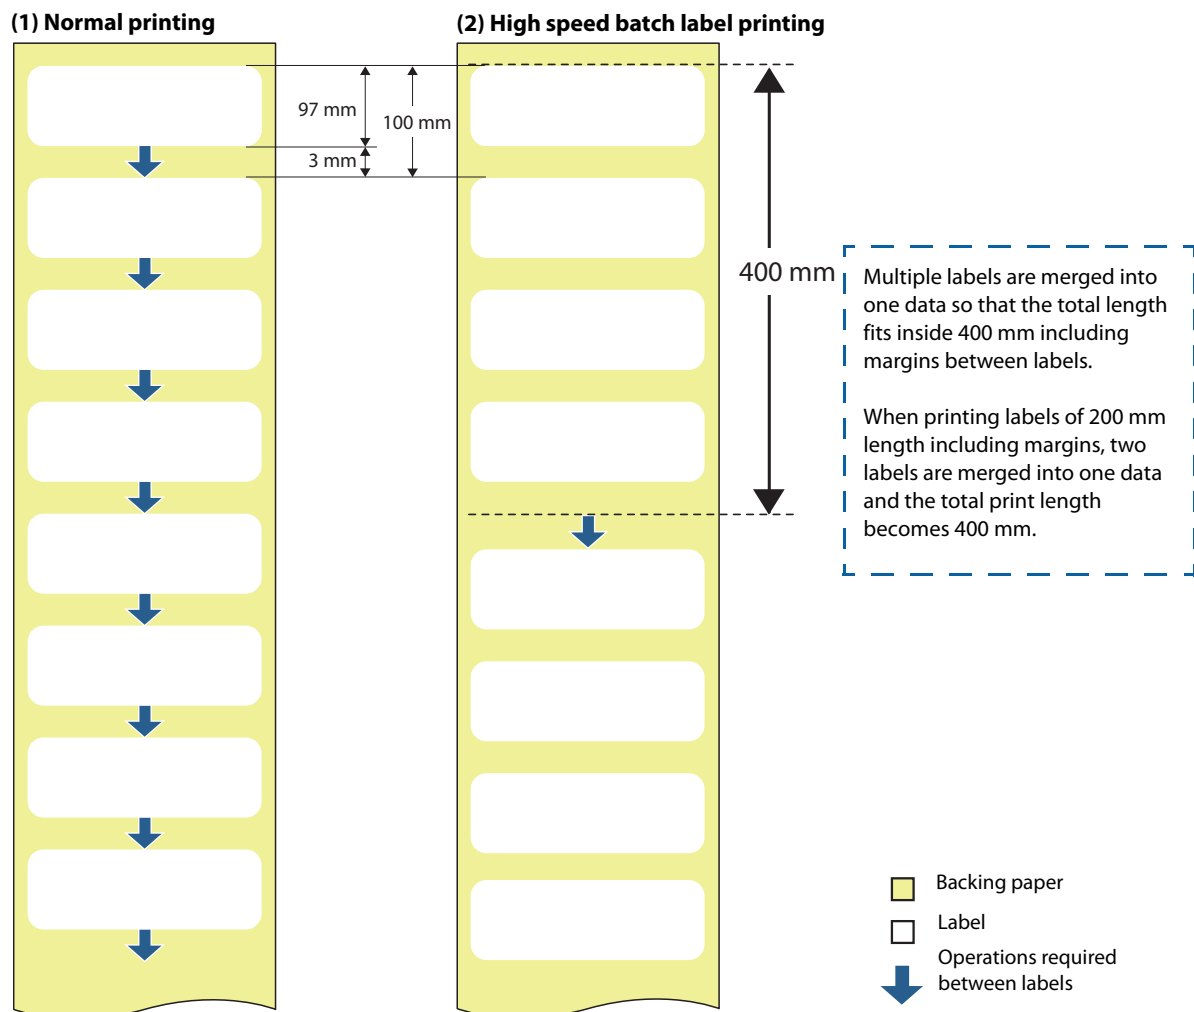 (1) Normal printing
(2) High speed batch label printing
97 mm
100 mm
3 mm
400 mm
Multiple labels are merged into
one data so that the total length
fits inside 400 mm including
margins between labels.
When printing labels of 200 mm
length including margins, two
labels are merged into one data
and the total print length
becomes 400 mm.
Backing paper
Label
Operations required
between labels